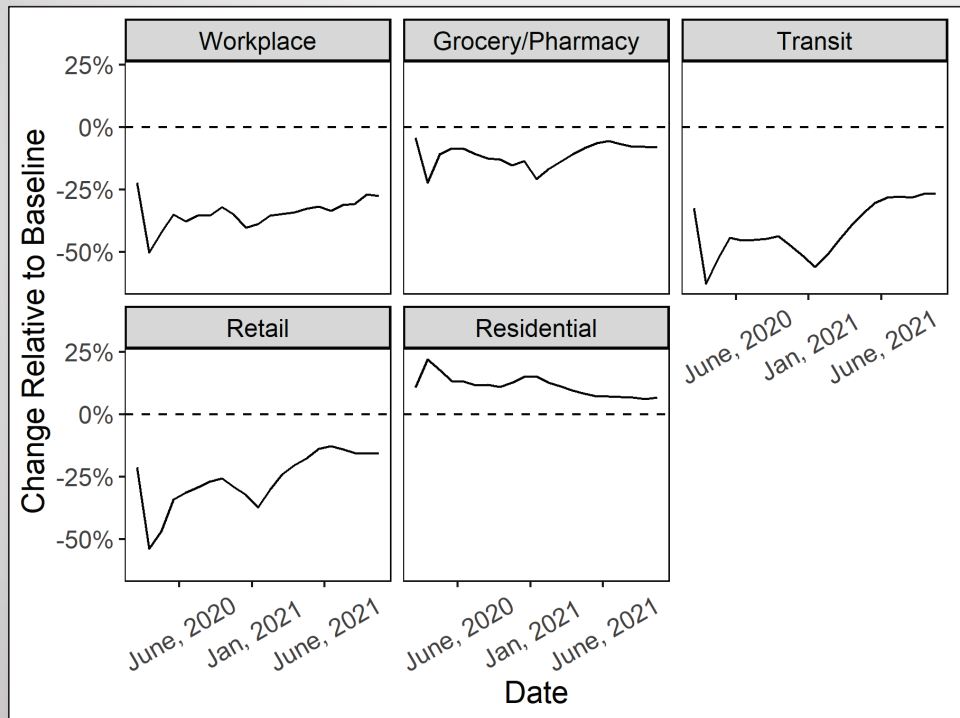 Change Relative to Baseline
Workplace
Grocery/Pharmacy
Transit
25%
0%
-25%
-50%
June, 2020
Jan, 2021
June, 2021
Retail
Residential
25%
0%
-25%
-50%
June, 2020
Jan, 2021
June, 2021
June, 2020
Jan, 2021
June, 2021
Date